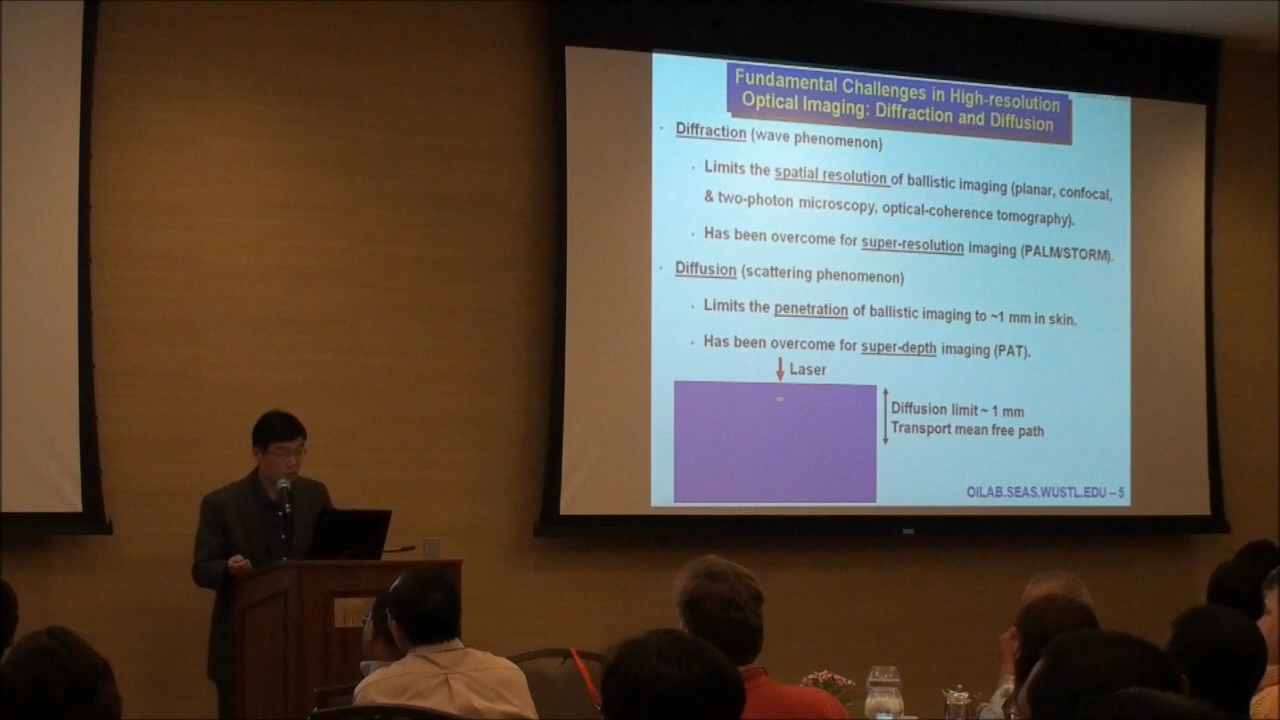 Fundamental Challenges in High-resolution
Optical Imaging: Diffraction and Diffusion
Diffraction (wave phenomenon)
Limits the spatial resolution of ballistic imaging (planar, confocal,
& two-photon microscopy, optical-coherence tomography).
Has been overcome for super-resolution imaging (PALM/STORM).
Diffusion (scattering phenomenon)
Limits the penetration of ballistic imaging to ~1 mm in skin.
Has been overcome for super-depth imaging (PAT).
Laser
Diffusion limit ~ 1 mm
Transport mean free path
OILAB.SEAS.WUSTL.EDU – 5